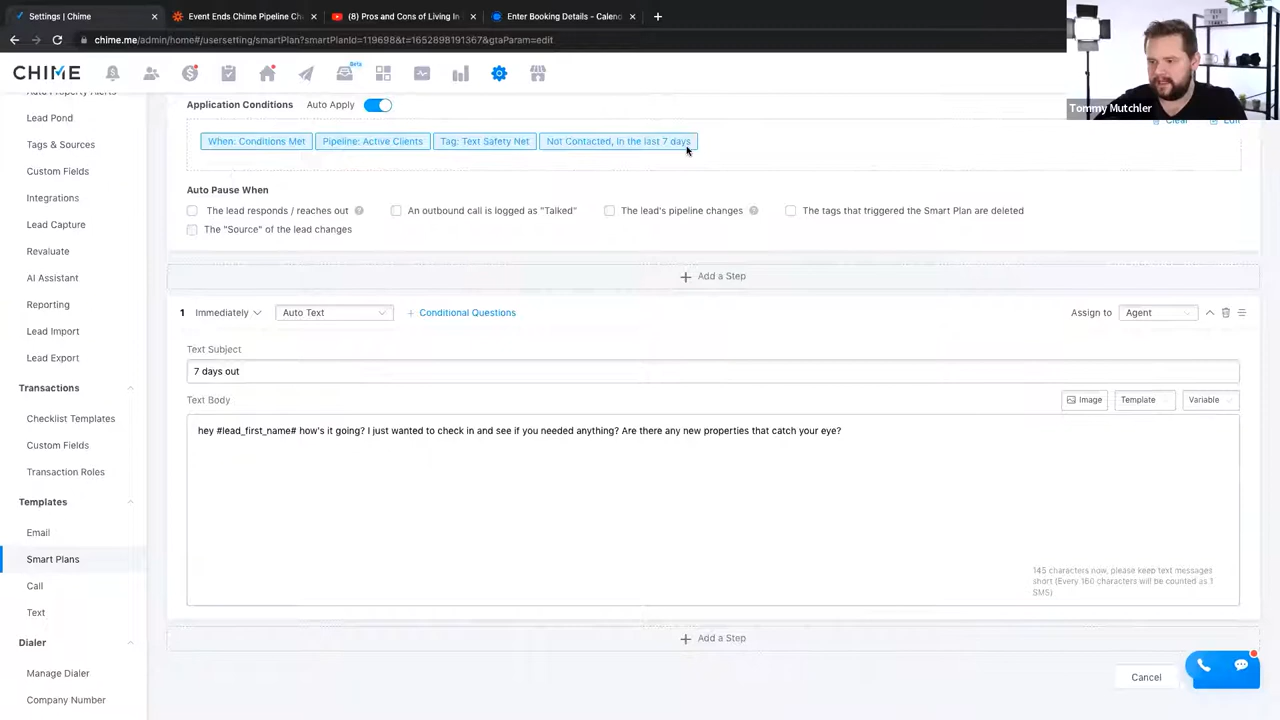 Settings | Chime
Event Ends Chime Pipeline Ch
(8) Pros and Cons of Living In
Enter Booking Details - Calend
chime.me/admin/home#/usersetting/smartPlan?smartPlanId=119698&t=1652898191367&gtaParam=edit
Tommy Mutchler
CHIME
Beta
Auto Property Alerts
Lead Pond
Tags & Sources
Custom Fields
Integrations
Lead Capture
Revaluate
AI Assistant
Reporting
Lead Import
Lead Export
Transactions
Checklist Templates
Custom Fields
Transaction Roles
Templates
Email
Smart Plans
Call
Text
Dialer
Manage Dialer
Company Number
Application Conditions Auto Apply
Clear Edit
When: Conditions Met Pipeline: Active Clients Tag: Text Safety Net Not Contacted, In the last 7 days
Auto Pause When
The lead responds / reaches out An outbound call is logged as "Talked" The lead's pipeline changes The tags that triggered the Smart Plan are deleted
The "Source" of the lead changes
+ Add a Step
1 Immediately Auto Text + Conditional Questions Assign to Agent
Text Subject
7 days out
Text Body Image Template Variable
hey #lead_first_name# how's it going? I just wanted to check in and see if you needed anything? Are there any new properties that catch your eye?
145 characters now, please keep text messages
short (Every 160 characters will be counted as 1
SMS)
+ Add a Step
Cancel